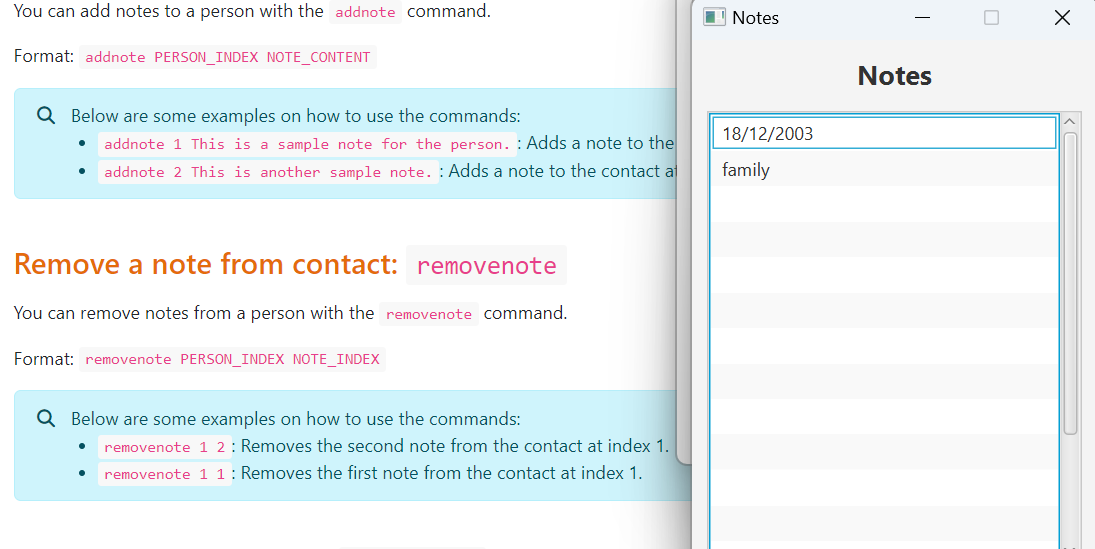 You can add notes to a person with the addnote command.
Format: addnote PERSON_INDEX NOTE_CONTENT
Below are some examples on how to use the commands:
addnote 1 This is a sample note for the person. : Adds a note to the
addnote 2 This is another sample note. : Adds a note to the contact at
Remove a note from contact: removenote
You can remove notes from a person with the removenote command.
Format: removenote PERSON_INDEX NOTE_INDEX
Below are some examples on how to use the commands:
removenote 1 2 : Removes the second note from the contact at index 1.
removenote 1 1 : Removes the first note from the contact at index 1.
Notes
Notes
18/12/2003
family